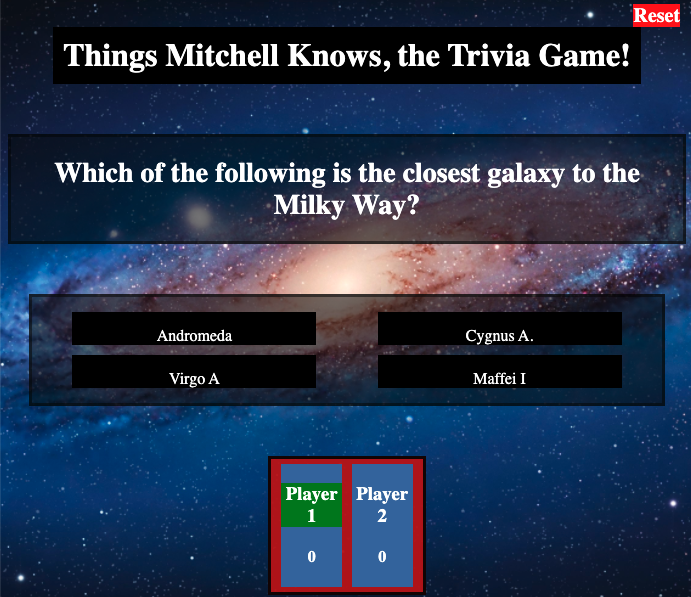 Reset
Things Mitchell Knows, the Trivia Game!
Which of the following is the closest galaxy to the
Milky Way?
Andromeda
Cygnus A.
Virgo A
Maffei I
Player
1
Player
2
0
0